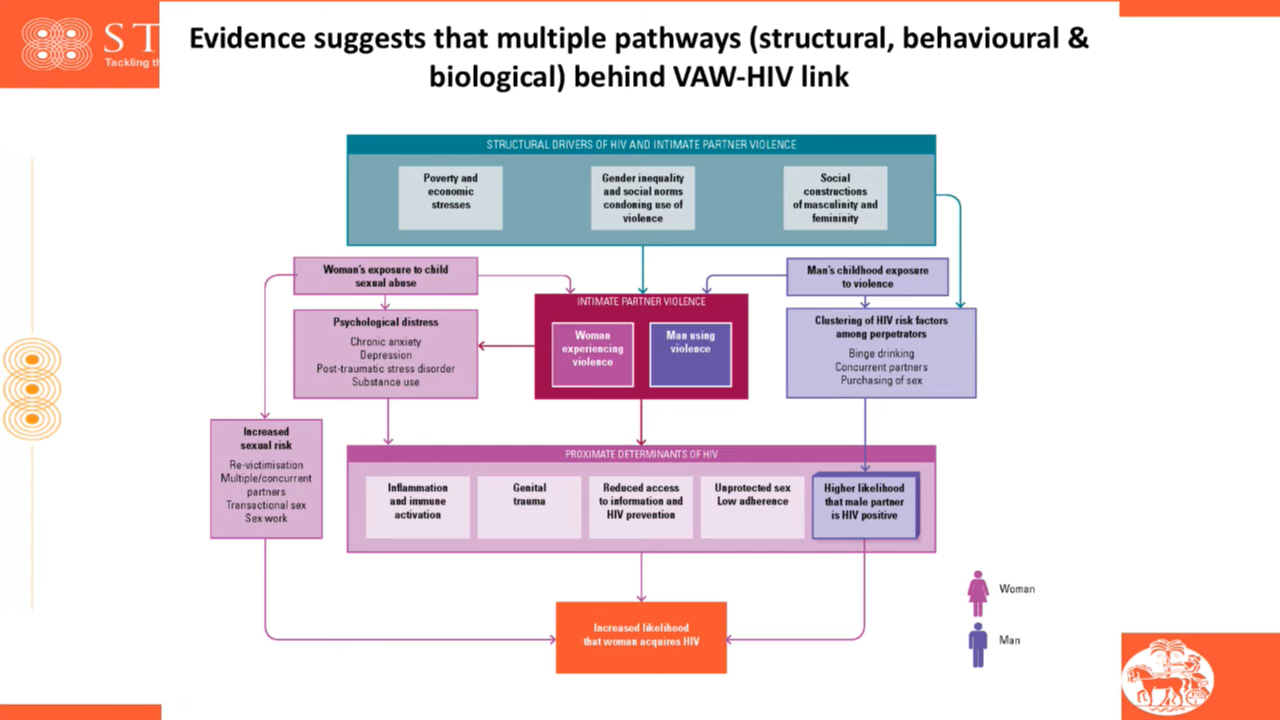 ST
Tackling th
Evidence suggests that multiple pathways (structural, behavioural &
biological) behind VAW-HIV link
STRUCTURAL DRIVERS OF HIV AND INTIMATE PARTNER VIOLENCE
Poverty and
economic
stresses
Gender inequality
and social norms
condoning use of
violence
Social
constructions
of masculinity and
femininity
Woman's exposure to child
sexual abuse
Man's childhood exposure
to violence
INTIMATE PARTNER VIOLENCE
Woman
experiencing
violence
Man using
violence
Psychological distress
Chronic anxiety
Depression
Post-traumatic stress disorder
Substance use
Clustering of HIV risk factors
among perpetrators
Binge drinking
Concurrent partners
Purchasing of sex
Increased
sexual risk
Re-victimisation
Multiple/concurrent
partners
Transactional sex
Sex work
PROXIMATE DETERMINANTS OF HIV
Inflammation
and immune
activation
Genital
trauma
Reduced access
to information and
HIV prevention
Unprotected sex
Low adherence
Higher likelihood
that male partner
is HIV positive
Increased likelihood
that woman acquires HIV
Woman
Man